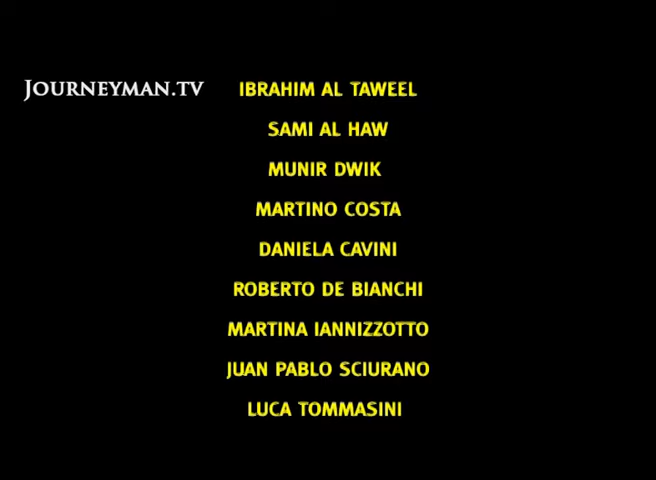 JOURNEYMAN.TV
IBRAHIM AL TAWEEL
SAMI AL HAW
MUNIR DWIK
MARTINO COSTA
DANIELA CAVINI
ROBERTO DE BIANCHI
MARTINA IANNIZZOTTO
JUAN PABLO SCIURANO
LUCA TOMMASINI